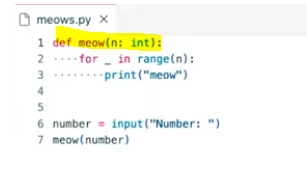 meows.py ×
1 def meow(n: int):
2 ····for _ in range(n):
3 ········print("meow")
4
5
6 number = input("Number: ")
7 meow(number)